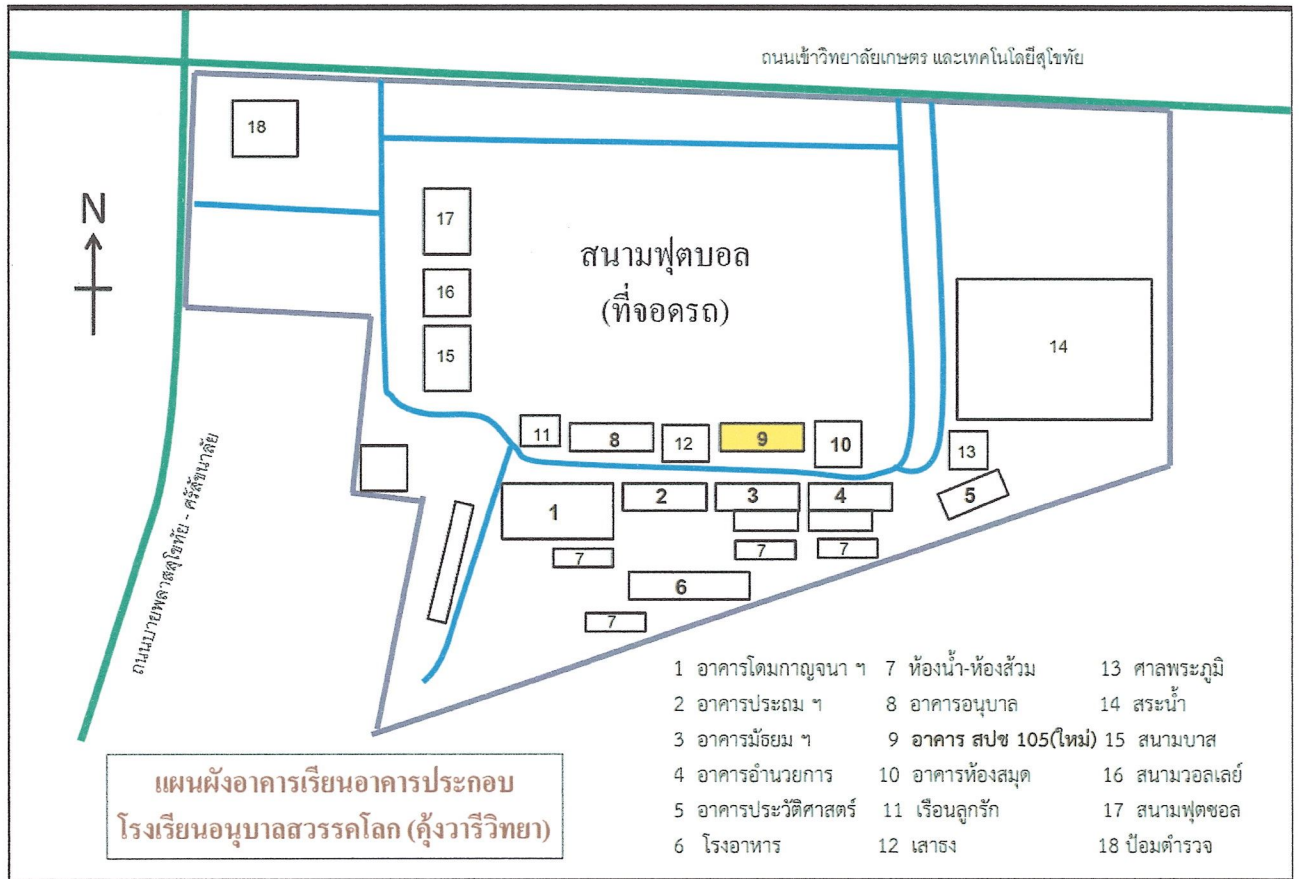 ถนนเข้าวิทยาลัยเกษตร และเทคโนโลยีสุโขทัย
18
N
17
สนามฟุตบอล
(ที่จอดรถ)
16
15
14
11
8
12
9
10
13
1
2
3
4
5
7
7
7
6
7
ถนนบายพลาสสุโขทัย - ศรัสัชนาลัย
1 อาคารโดมกาญจนา ฯ
2 อาคารประถม ฯ
3 อาคารมัธยม ฯ
4 อาคารอำนวยการ
5 อาคารประวัติศาสตร์
6 โรงอาหาร
7 ห้องน้ำ-ห้องส้วม
8 อาคารอนุบาล
9 อาคาร สปช 105(ใหม่)
10 อาคารห้องสมุด
11 เรือนลูกรัก
12 เสาธง
13 ศาลพระภูมิ
14 สระน้ำ
15 สนามบาส
16 สนามวอลเลย์
17 สนามฟุตซอล
18 ป้อมตำรวจ
แผนผังอาคารเรียนอาคารประกอบ
โรงเรียนอนุบาลสวรรคโลก (คุ้งวารีวิทยา)